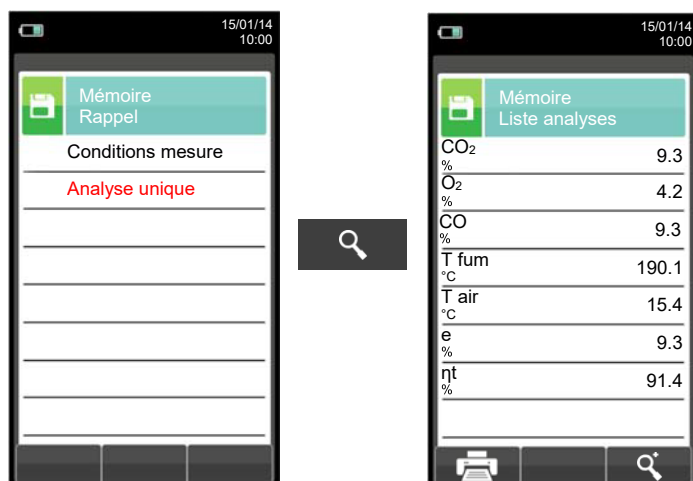 15/01/14
10:00
Mémoire
Rappel
Conditions mesure
Analyse unique
15/01/14
10:00
Mémoire
Liste analyses
CO2 9.3
%
O2 4.2
%
CO 9.3
%
T fum 190.1
°C
T air 15.4
°C
e 9.3
%
ηt 91.4
%